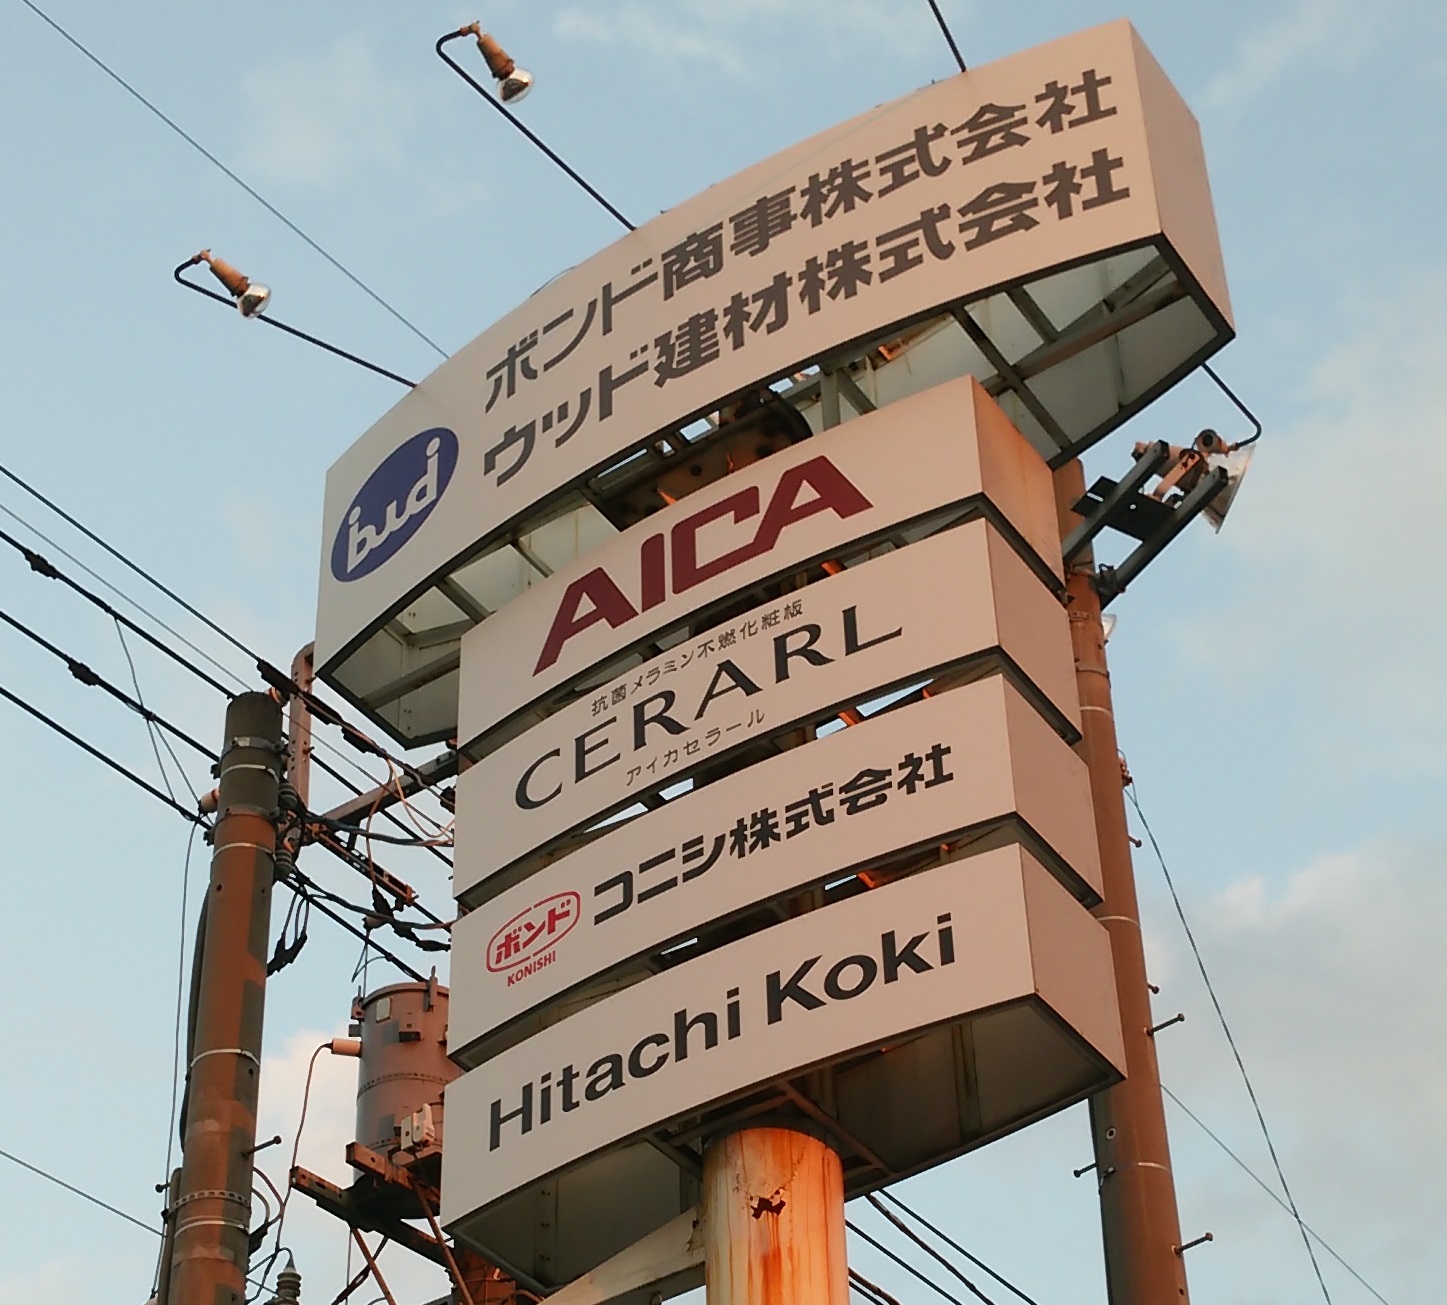 ボンド商事株式会社
ウッド建材株式会社
bud
AICA
抗菌メラミン不燃化粧板
CERARL
アイカセラール
ボンド
KONISHI
コニシ株式会社
Hitachi Koki